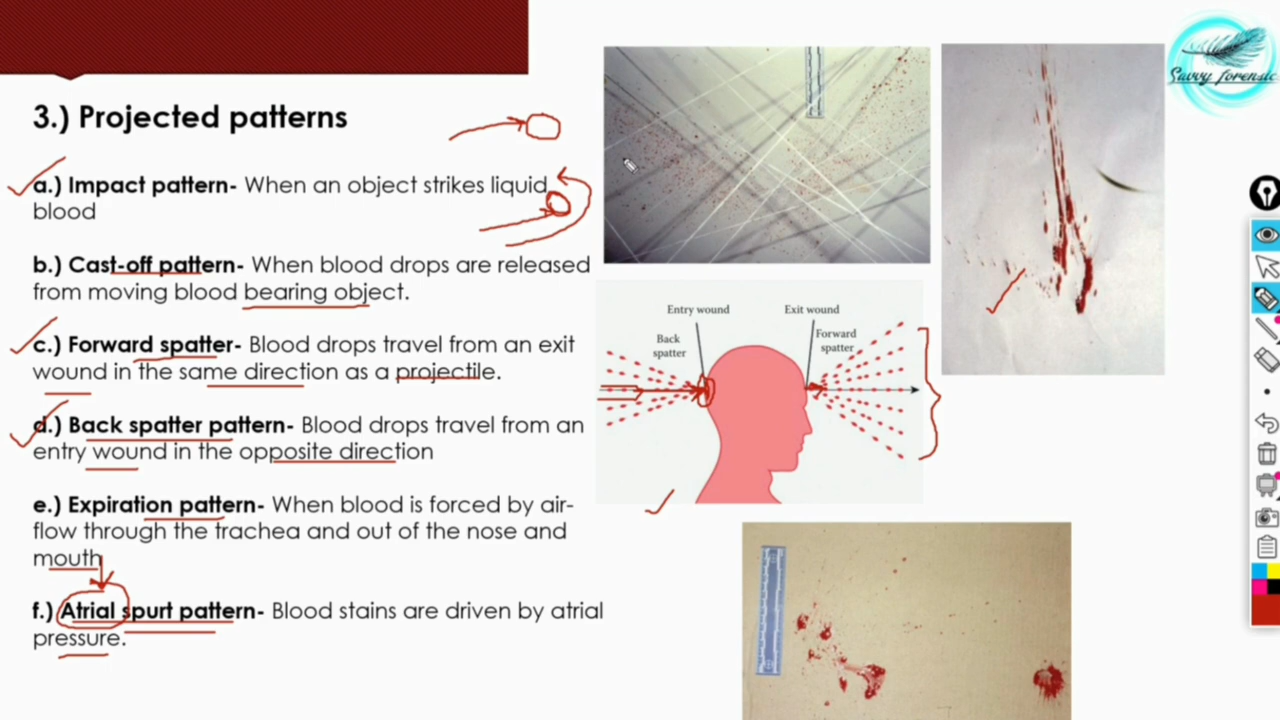 3.) Projected patterns
a.) Impact pattern- When an object strikes liquid
blood
b.) Cast-off pattern- When blood drops are released
from moving blood bearing object.
c.) Forward spatter- Blood drops travel from an exit
wound in the same direction as a projectile.
d.) Back spatter pattern- Blood drops travel from an
entry wound in the opposite direction
e.) Expiration pattern- When blood is forced by air-
flow through the trachea and out of the nose and
mouth
f.) Atrial spurt pattern- Blood stains are driven by atrial
pressure.
Entry wound
Exit wound
Back
spatter
Forward
spatter
Savvy forensic